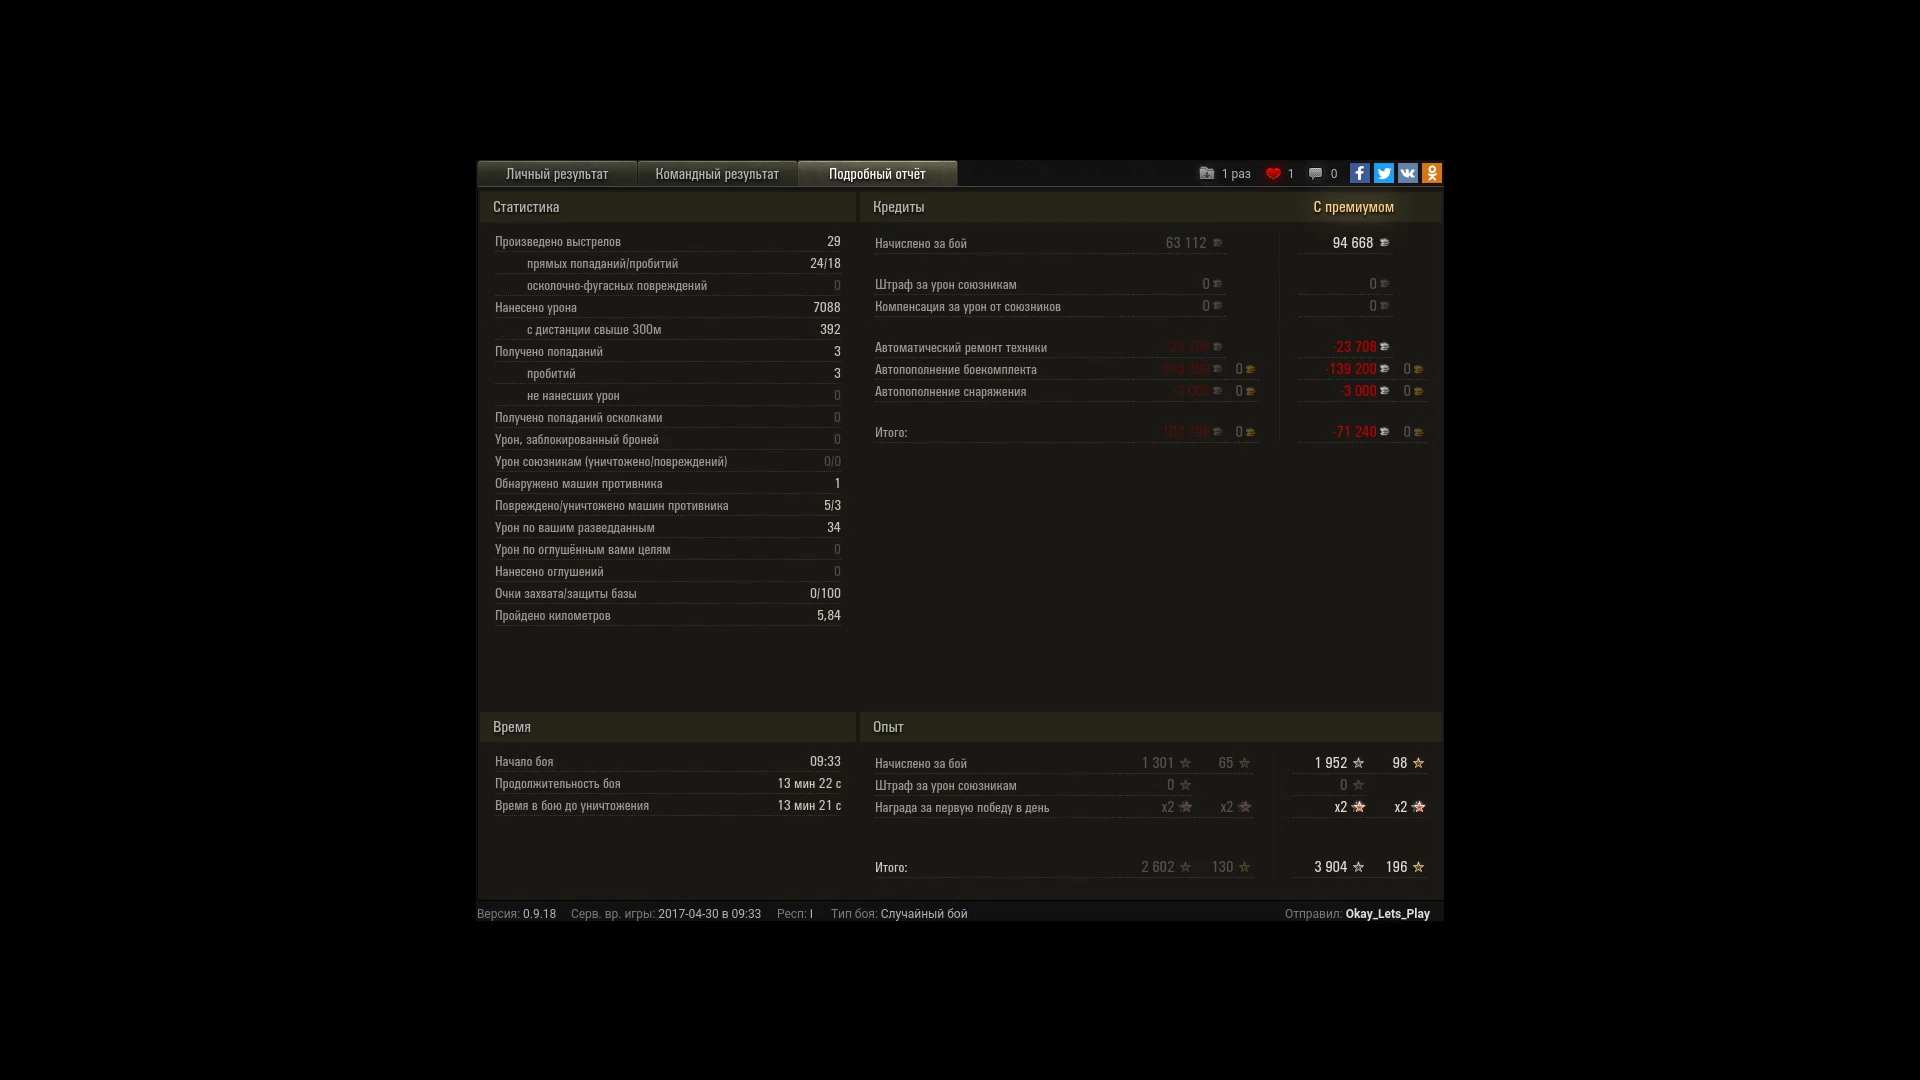 Личный результат Командный результат Подробный отчёт 1 раз 1 0
Статистика
Произведено выстрелов 29
прямых попаданий/пробитий 24/18
осколочно-фугасных повреждений 0
Нанесено урона 7088
с дистанции свыше 300м 392
Получено попаданий 3
пробитий 3
не нанесших урон 0
Получено попаданий осколками 0
Урон, заблокированный броней 0
Урон союзникам (уничтожено/повреждений) 0/0
Обнаружено машин противника 1
Повреждено/уничтожено машин противника 5/3
Урон по вашим разведданным 34
Урон по оглушённым вами целям 0
Нанесено оглушений 0
Очки захвата/защиты базы 0/100
Пройдено километров 5,84
Кредиты С премиумом
Начислено за бой 63 112 94 668
Штраф за урон союзникам 0 0
Компенсация за урон от союзников 0 0
Автоматический ремонт техники -23 708 -23 708
Автопополнение боекомплекта -139 200 0 -139 200 0
Автопополнение снаряжения -3 000 0 -3 000 0
Итого: 0 -71 240 0
Время
Начало боя 09:33
Продолжительность боя 13 мин 22 с
Время в бою до уничтожения 13 мин 21 с
Опыт
Начислено за бой 1 301 65 1 952 98
Штраф за урон союзникам 0 0
Награда за первую победу в день x2 x2 x2 x2
Итого: 2 602 130 3 904 196
Версия: 0.9.18 Серв. вр. игры: 2017-04-30 в 09:33 Респ: I Тип боя: Случайный бой Отправил: Okay_Lets_Play